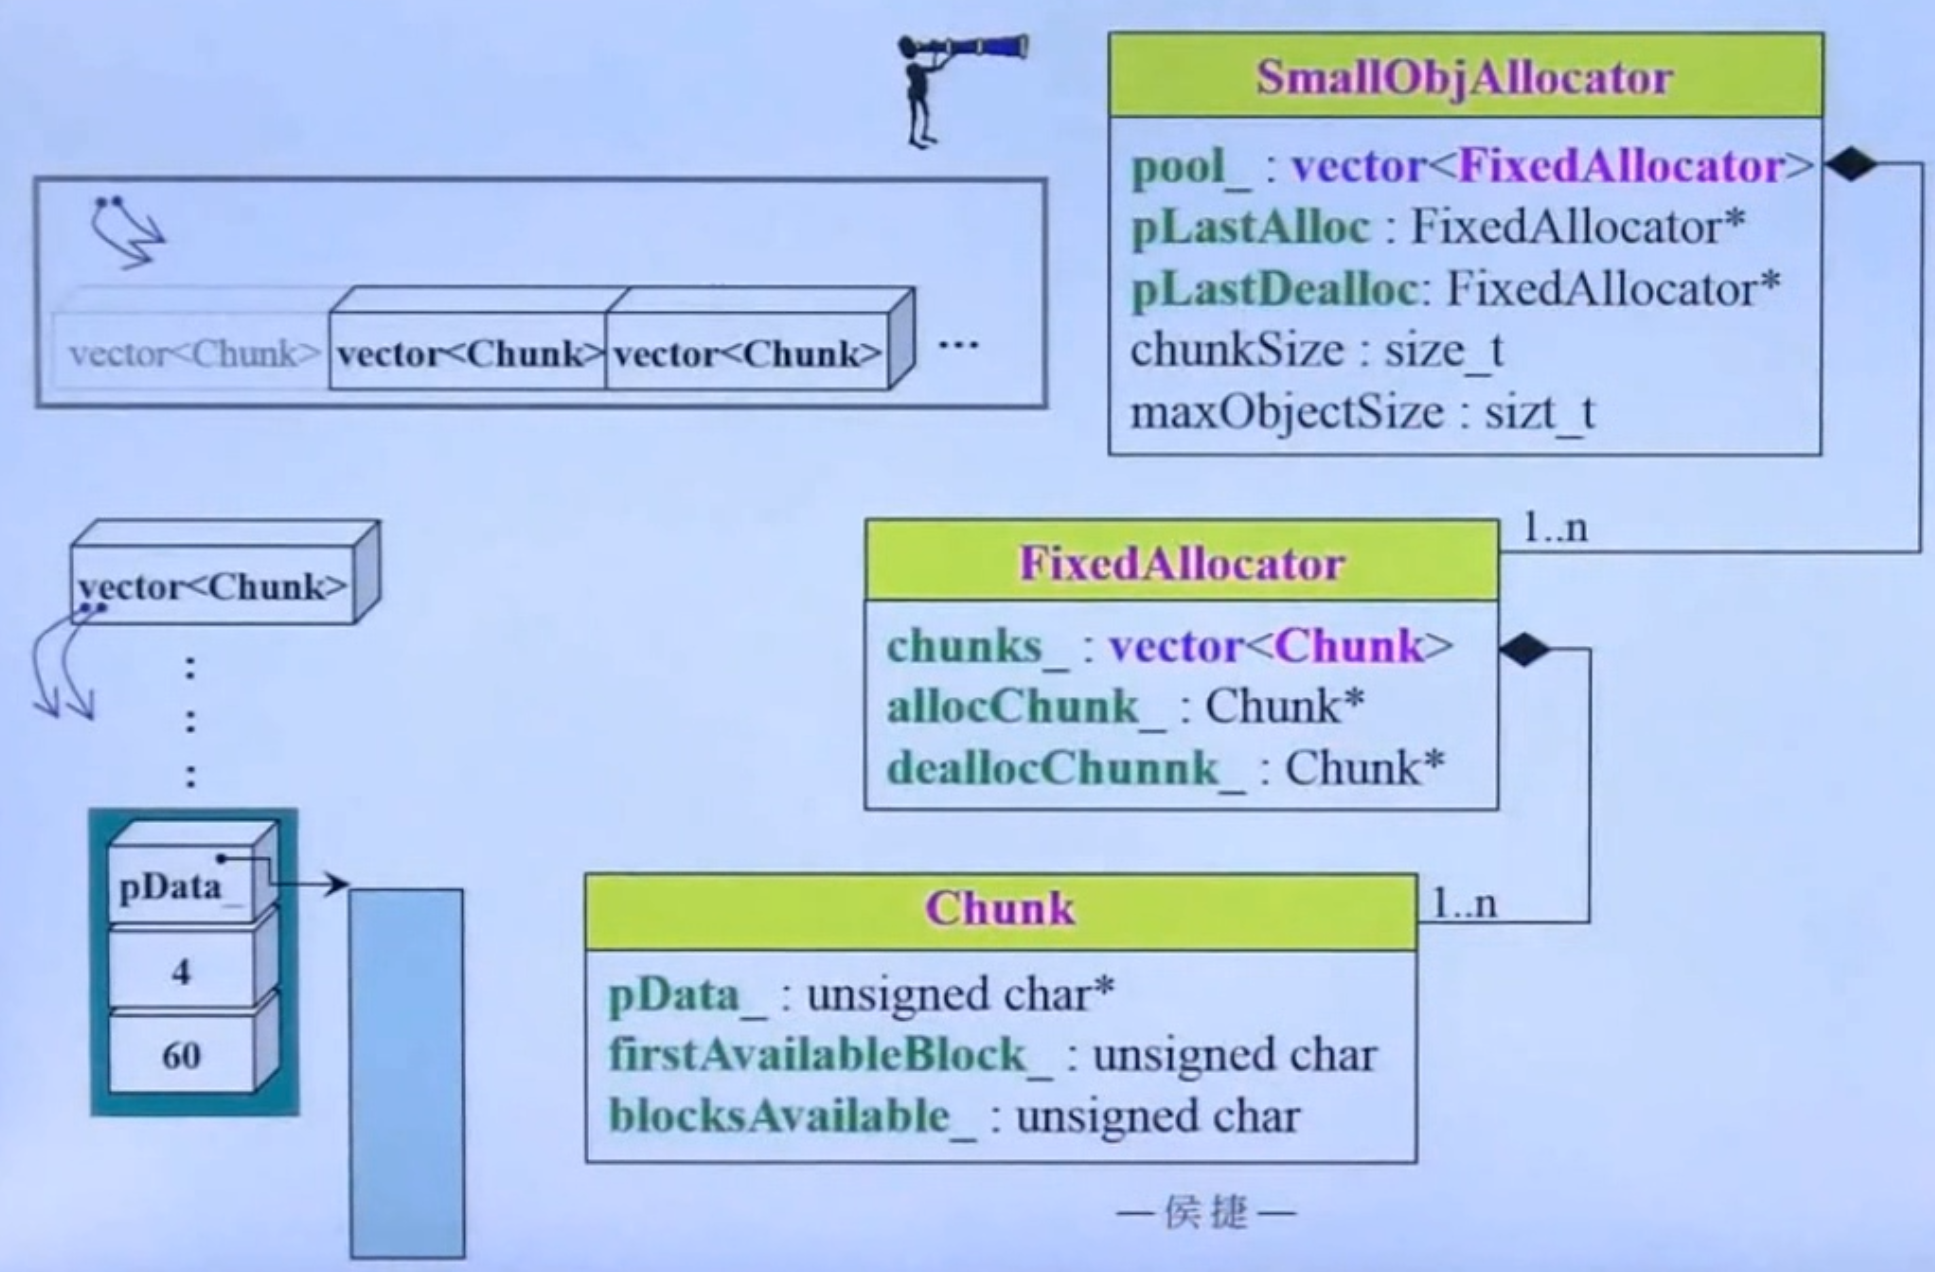 SmallObjAllocator
pool_ : vector<FixedAllocator>
pLastAlloc : FixedAllocator*
pLastDealloc: FixedAllocator*
chunkSize : size_t
maxObjectSize : sizt_t
vector<Chunk> vector<Chunk> vector<Chunk> ...
1..n
FixedAllocator
chunks_ : vector<Chunk>
allocChunk_ : Chunk*
deallocChunnk_ : Chunk*
vector<Chunk>
pData_
4
60
1..n
Chunk
pData_ : unsigned char*
firstAvailableBlock_ : unsigned char
blocksAvailable_ : unsigned char
—侯捷—